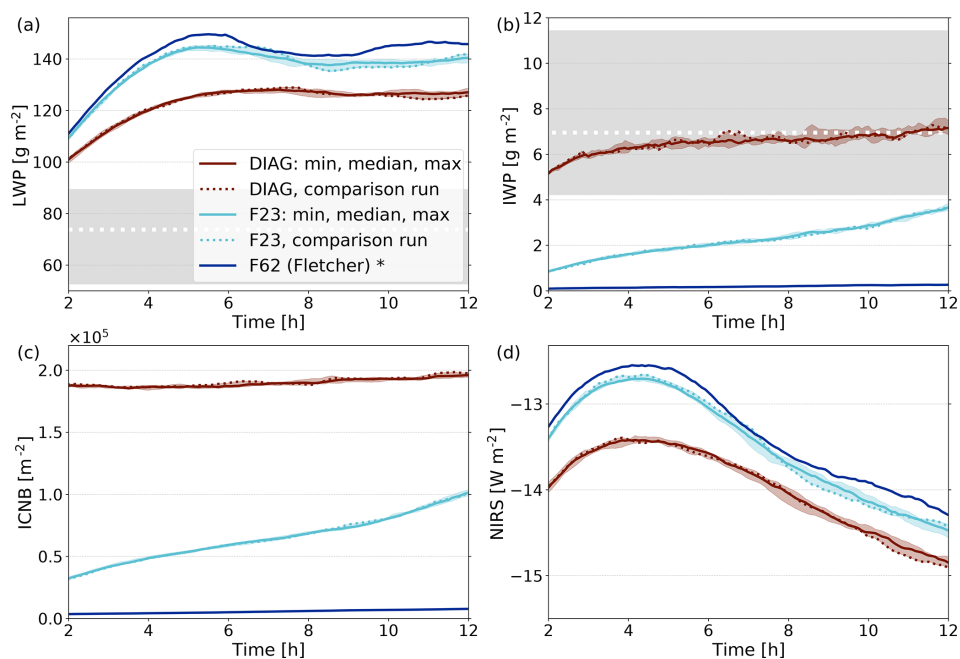 (a)
LWP [g m⁻²]
140
120
100
80
60
DIAG: min, median, max
DIAG, comparison run
F23: min, median, max
F23, comparison run
F62 (Fletcher) *
2 4 6 8 10 12
Time [h]
(b)
IWP [g m⁻²]
12
10
8
6
4
2
0
2 4 6 8 10 12
Time [h]
(c)
×10⁵
ICNB [m⁻²]
2.0
1.5
1.0
0.5
0.0
2 4 6 8 10 12
Time [h]
(d)
NIRS [W m⁻²]
−13
−14
−15
2 4 6 8 10 12
Time [h]